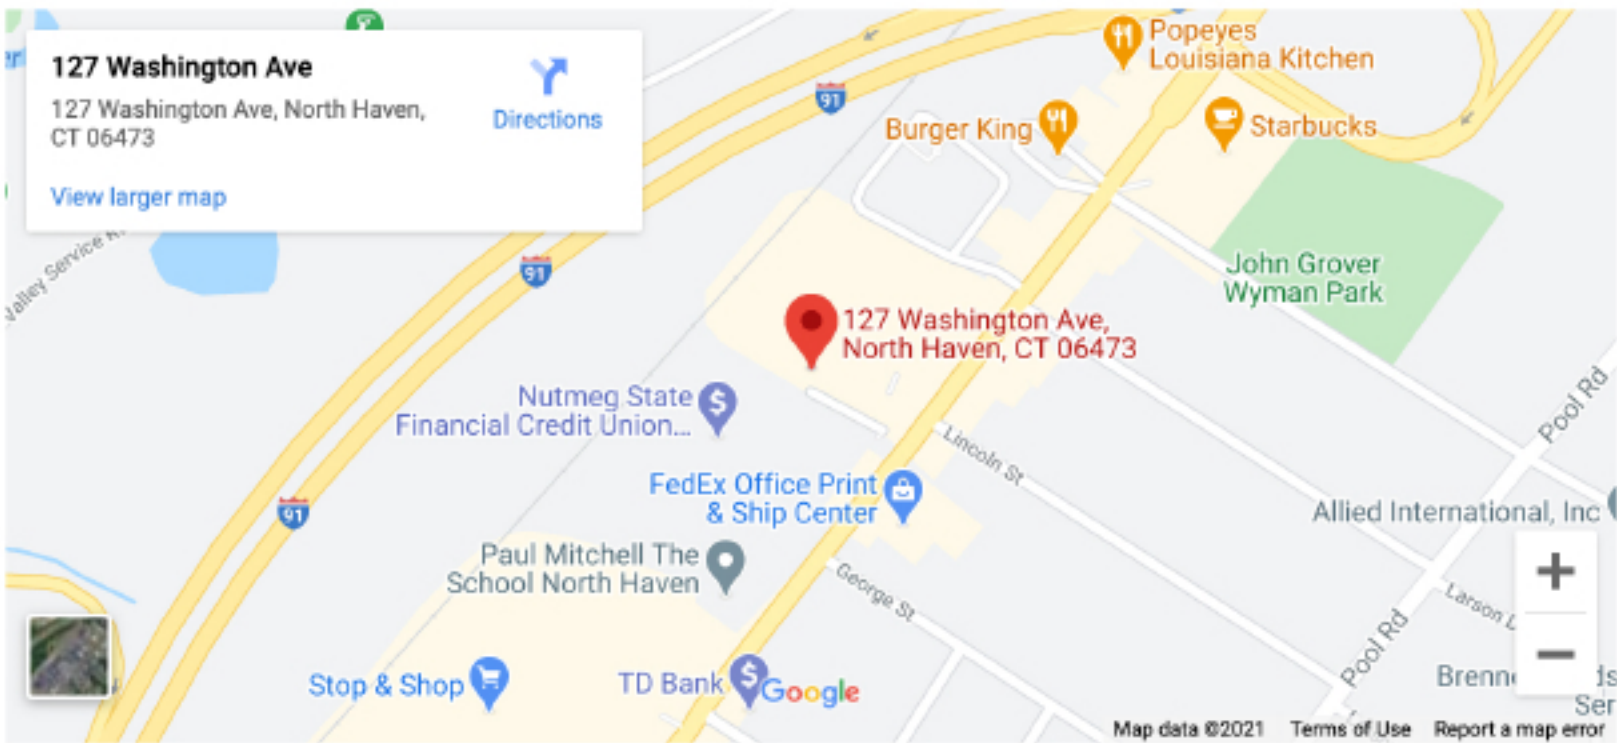 127 Washington Ave
127 Washington Ave, North Haven,
CT 06473
Directions
View larger map
91
Popeyes
Louisiana Kitchen
Burger King
Starbucks
91
John Grover
Wyman Park
127 Washington Ave,
North Haven, CT 06473
Nutmeg State
Financial Credit Union...
Lincoln St
Pool Rd
FedEx Office Print
& Ship Center
91
Allied International, Inc
Paul Mitchell The
School North Haven
George St
Larson
Pool Rd
Stop & Shop
TD Bank
Google
Map data ©2021
Terms of Use
Report a map error